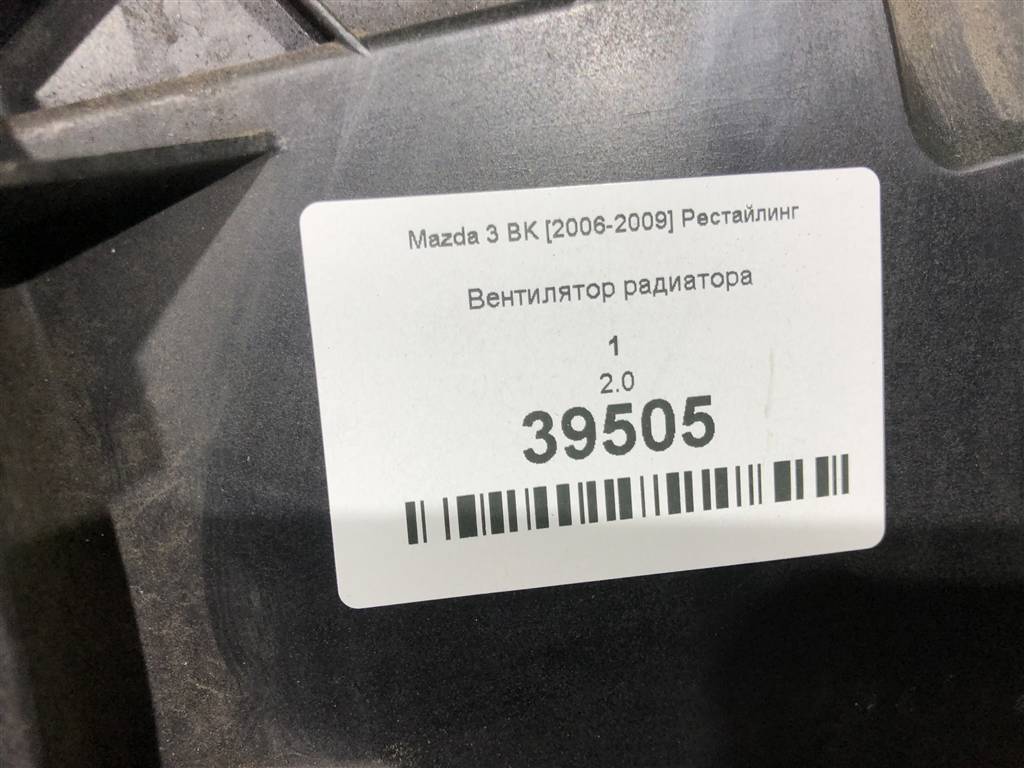 Mazda 3 BK [2006-2009] Рестайлинг
Вентилятор радиатора
1
2.0
39505